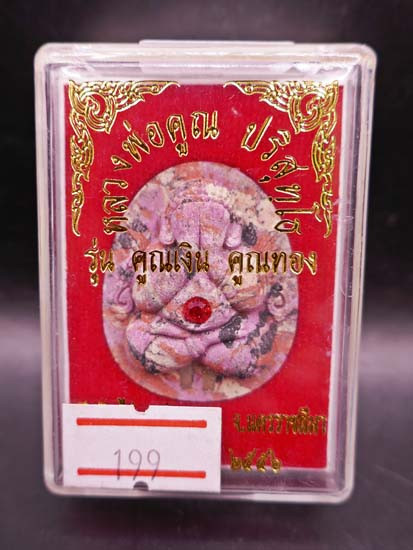 หลวงพ่อคูณ ปริสุทฺโธ
รุ่น คูณเงิน คูณทอง
จ.นครราชสีมา
๒๕๕๖
199